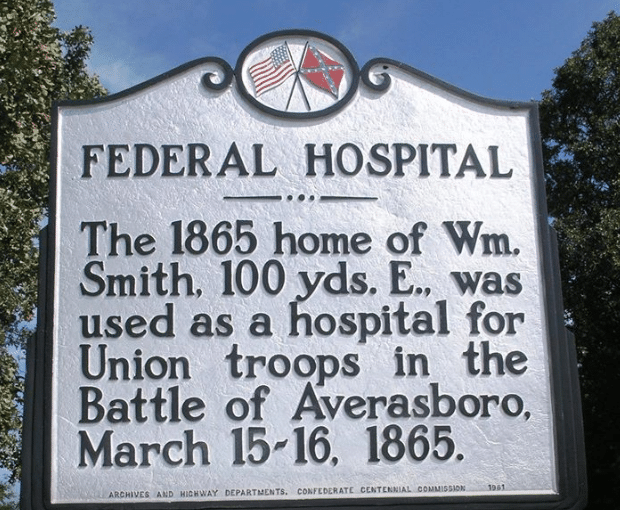 FEDERAL HOSPITAL
The 1865 home of Wm.
Smith, 100 yds. E., was
used as a hospital for
Union troops in the
Battle of Averasboro,
March 15-16, 1865.
ARCHIVES AND HIGHWAY DEPARTMENTS. CONFEDERATE CENTENNIAL COMMISSION 1961